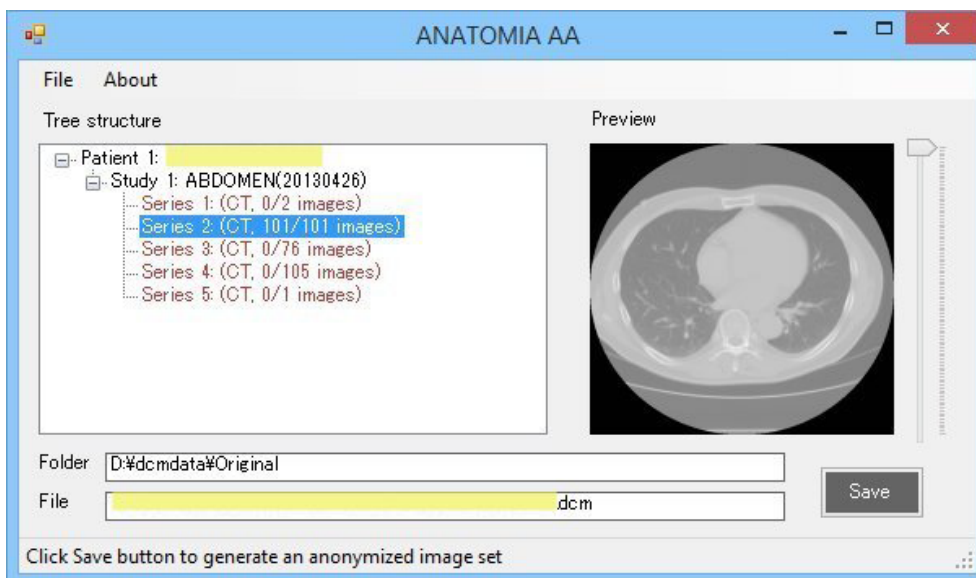 ANATOMIA AA
File About
Tree structure
Preview
Patient 1:
Study 1: ABDOMEN(20130426)
Series 1: (CT, 0/2 images)
Series 2: (CT, 101/101 images)
Series 3: (CT, 0/76 images)
Series 4: (CT, 0/105 images)
Series 5: (CT, 0/1 images)
Folder
D:¥dcmdata¥Original
File
.dcm
Save
Click Save button to generate an anonymized image set